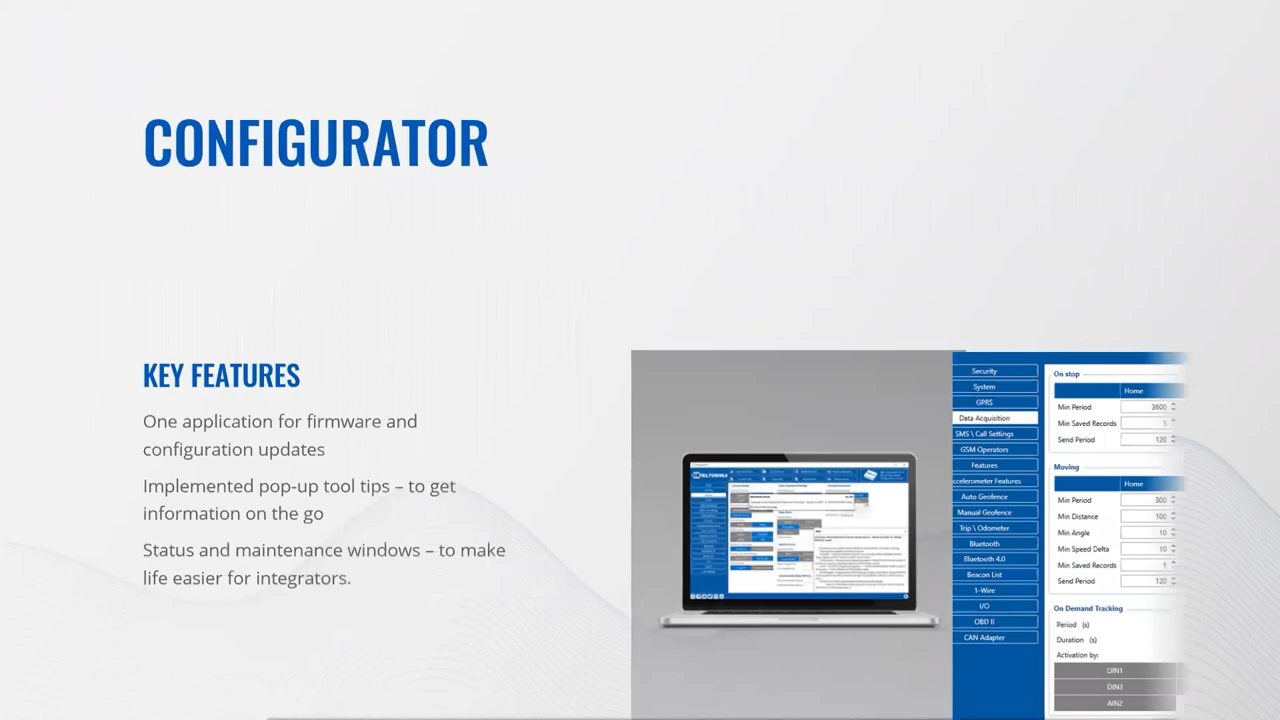 CONFIGURATOR
KEY FEATURES
One application for firmware and
configuration updates
Implemented pop-up tool tips – to get
information on the go
Status and maintenance windows – to make
life easier for integrators.
Security
System
GPRS
Data Acquisition
SMS \ Call Settings
GSM Operators
Features
ccelerometer Features
Auto Geofence
Manual Geofence
Trip \ Odometer
Bluetooth
Bluetooth 4.0
Beacon List
1-Wire
I/O
OBD II
CAN Adapter
On stop
Home
Min Period 3600
Min Saved Records
Send Period 120
Moving
Home
Min Period 300
Min Distance 100
Min Angle 10
Min Speed Delta 10
Min Saved Records 1
Send Period 120
On Demand Tracking
Period (s)
Duration (s)
Activation by:
DIN1
DIN3
AIN2